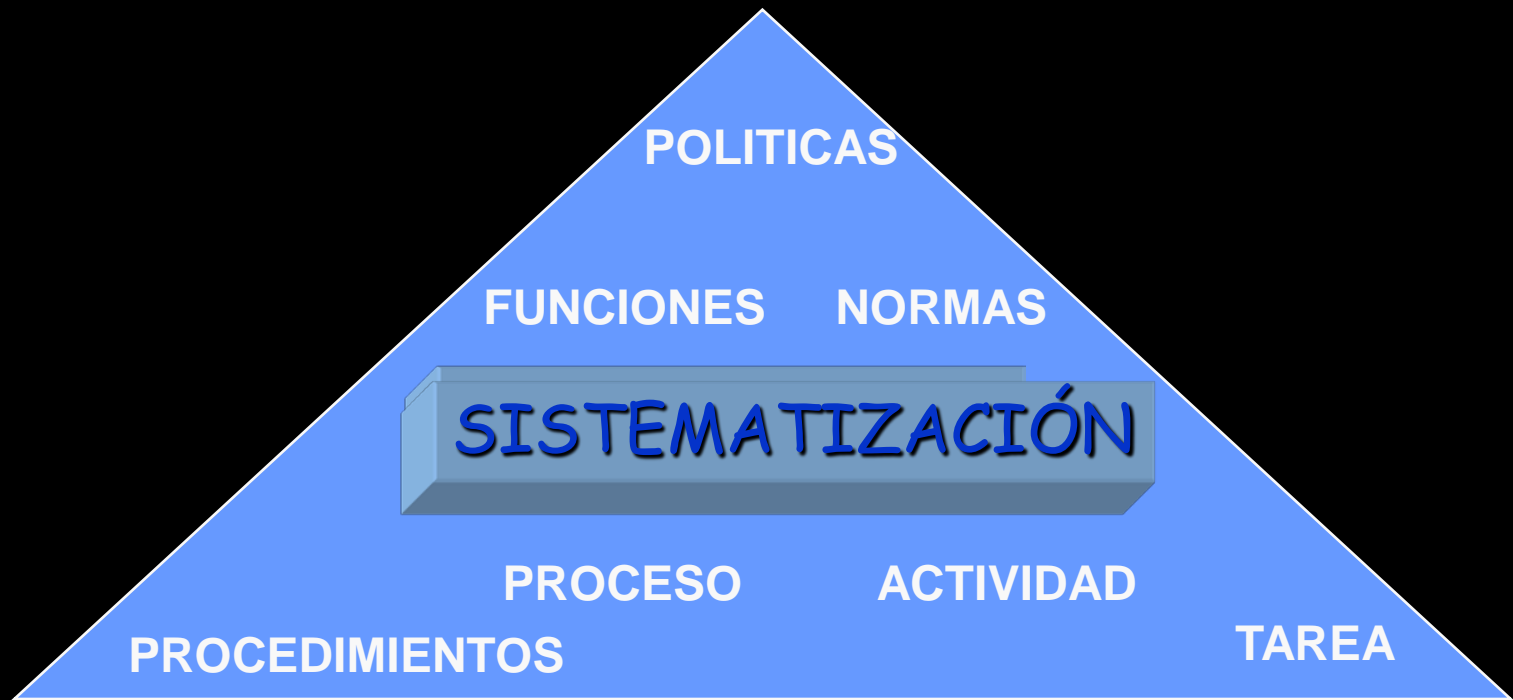 POLITICAS
FUNCIONES NORMAS
SISTEMATIZACIÓN
PROCESO ACTIVIDAD
PROCEDIMIENTOS TAREA